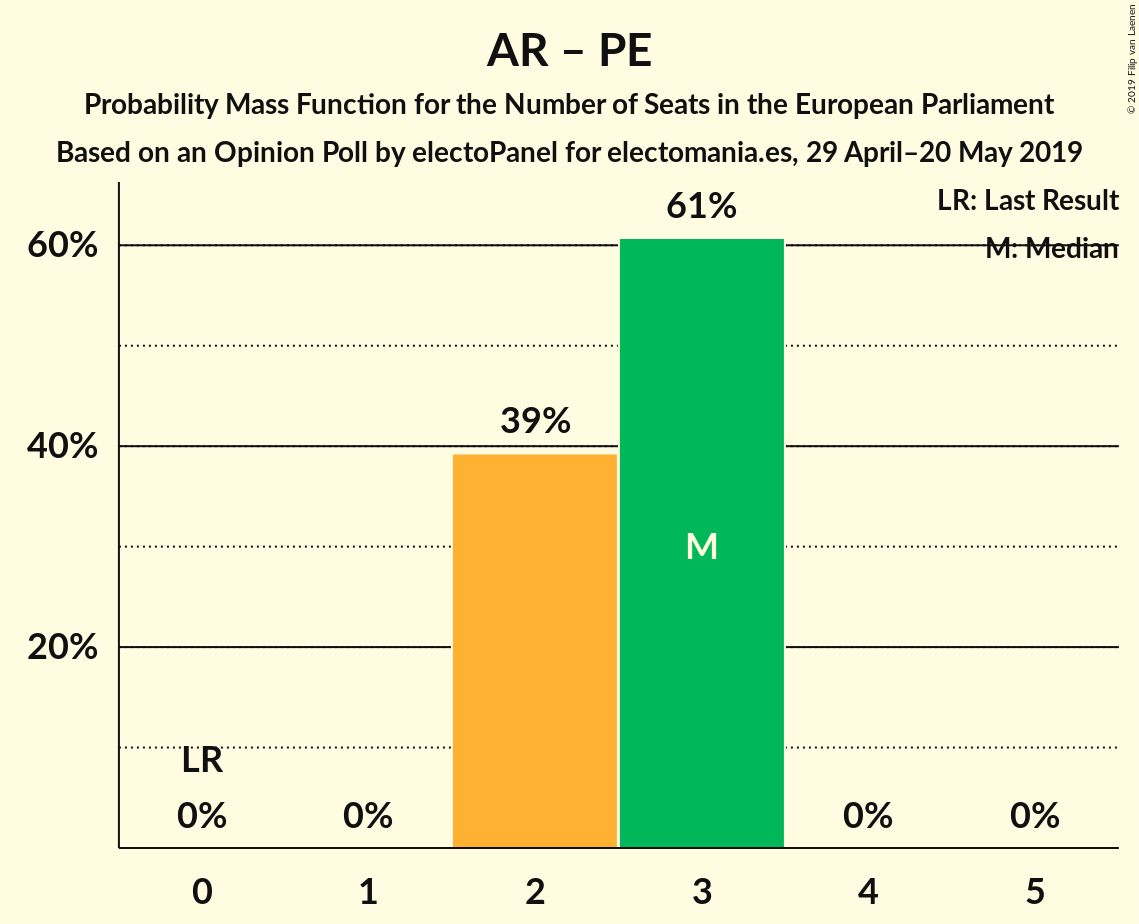 AR – PE
Probability Mass Function for the Number of Seats in the European Parliament
Based on an Opinion Poll by electoPanel for electomania.es, 29 April–20 May 2019
© 2019 Filip van Laenen
LR: Last Result
M: Median
61%
60%
39%
40%
M
20%
LR
0%
0%
0%
0%
0
1
2
3
4
5